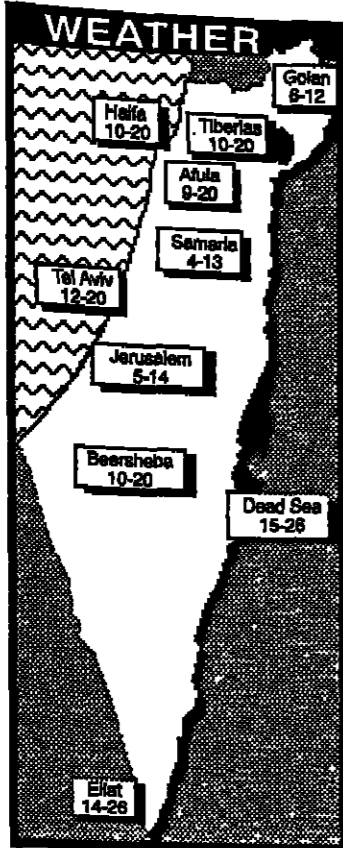 WEATHER
Golan
6-12
Haifa
10-20
Tiberias
10-20
Afula
9-20
Samaria
4-13
Tel Aviv
12-20
Jerusalem
5-14
Beersheba
10-20
Dead Sea
15-26
Eilat
14-26